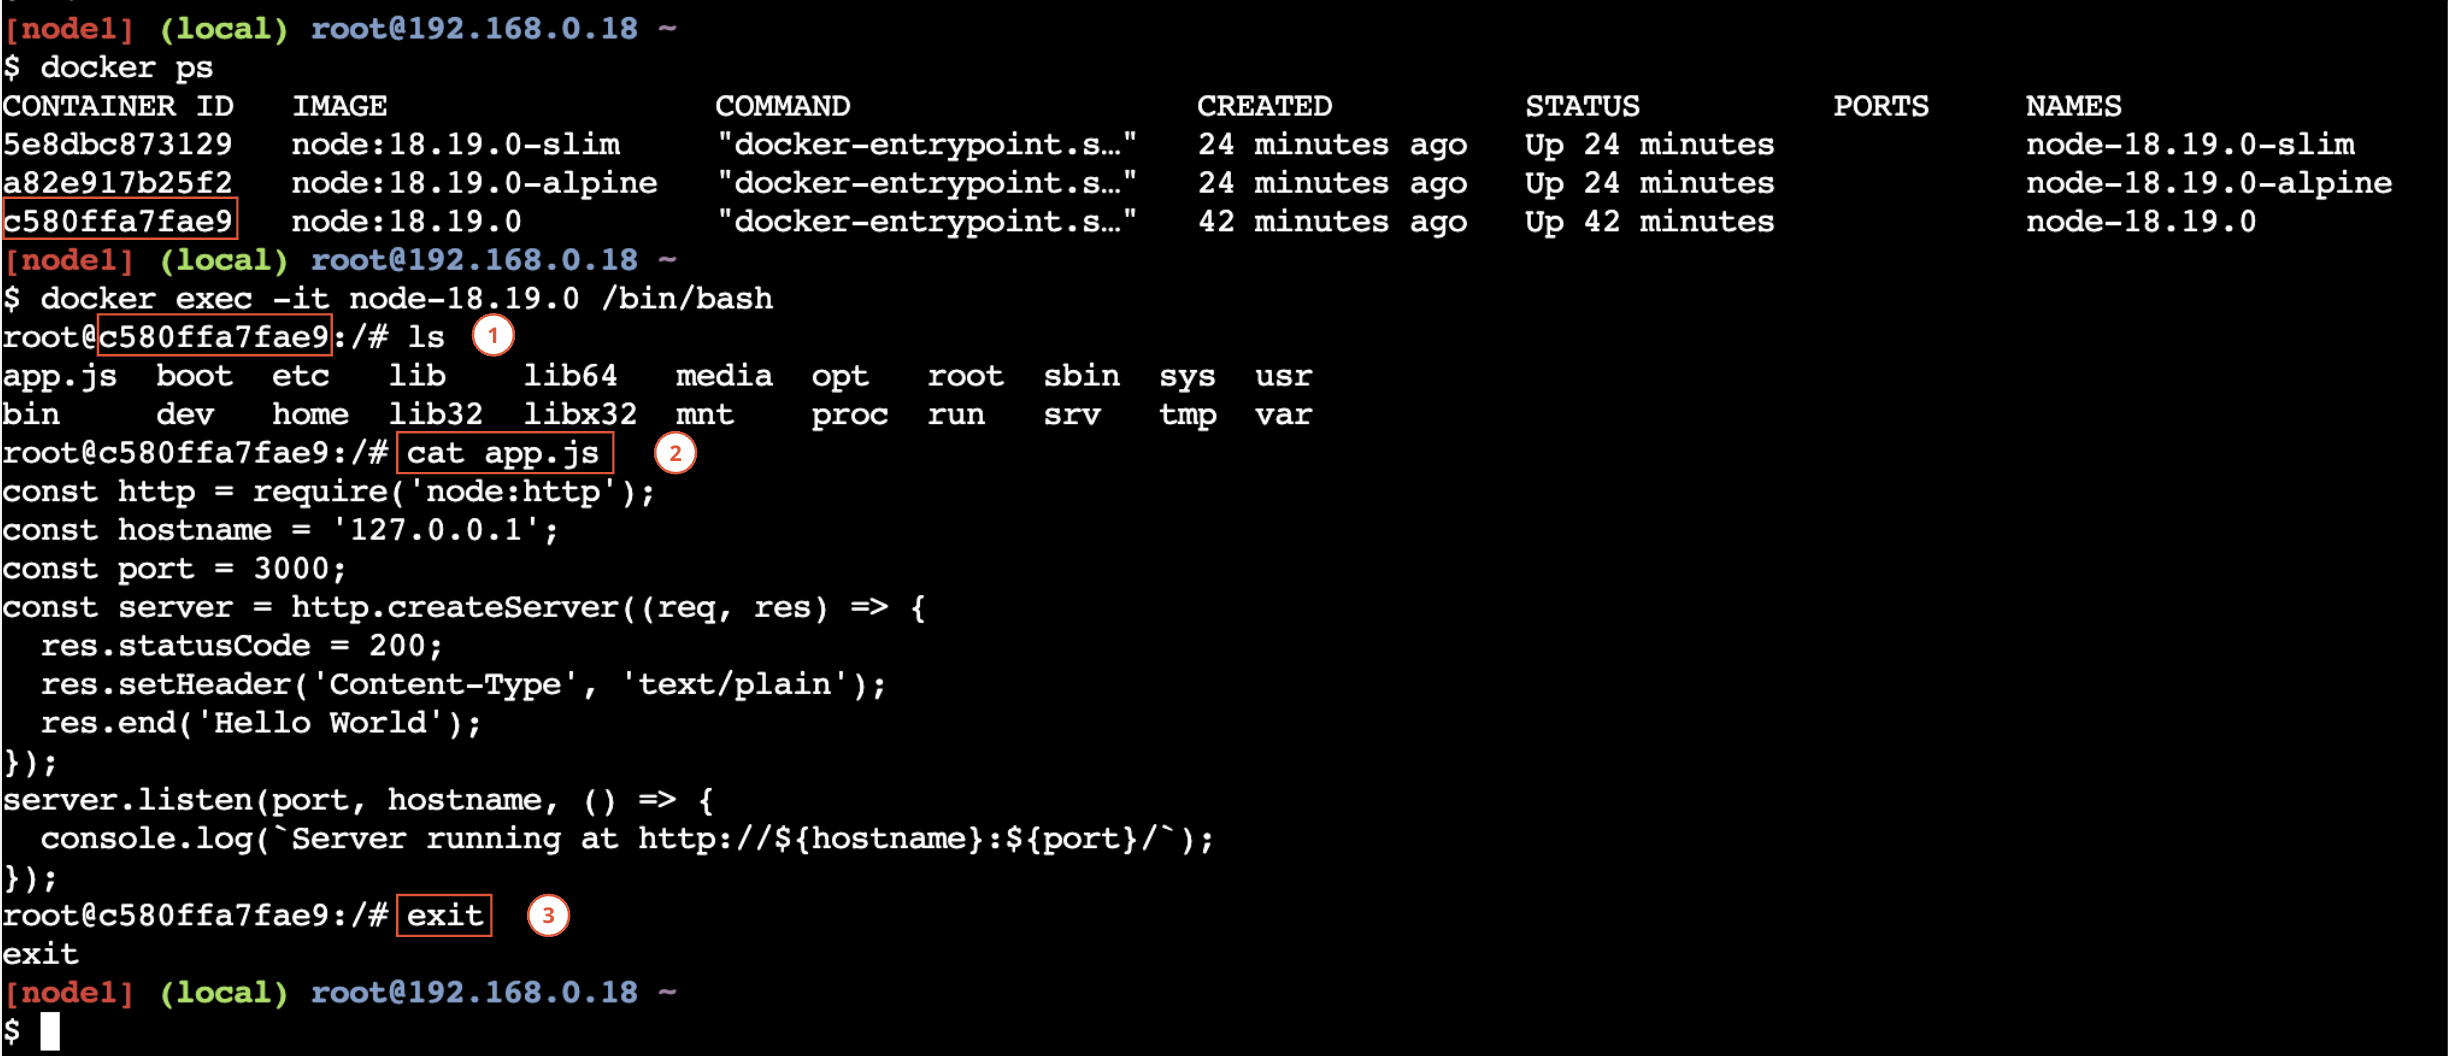 [node1] (local) root@192.168.0.18 ~
$ docker ps
CONTAINER ID   IMAGE                 COMMAND                  CREATED          STATUS          PORTS     NAMES
5e8dbc873129   node:18.19.0-slim     "docker-entrypoint.s…"   24 minutes ago   Up 24 minutes             node-18.19.0-slim
a82e917b25f2   node:18.19.0-alpine   "docker-entrypoint.s…"   24 minutes ago   Up 24 minutes             node-18.19.0-alpine
c580ffa7fae9   node:18.19.0          "docker-entrypoint.s…"   42 minutes ago   Up 42 minutes             node-18.19.0
[node1] (local) root@192.168.0.18 ~
$ docker exec -it node-18.19.0 /bin/bash
root@c580ffa7fae9:/# ls 1
app.js  boot  etc   lib    lib64   media  opt   root  sbin  sys  usr
bin     dev   home  lib32  libx32  mnt    proc  run   srv   tmp  var
root@c580ffa7fae9:/# cat app.js 2
const http = require('node:http');
const hostname = '127.0.0.1';
const port = 3000;
const server = http.createServer((req, res) => {
  res.statusCode = 200;
  res.setHeader('Content-Type', 'text/plain');
  res.end('Hello World');
});
server.listen(port, hostname, () => {
  console.log(`Server running at http://${hostname}:${port}/`);
});
root@c580ffa7fae9:/# exit 3
exit
[node1] (local) root@192.168.0.18 ~
$